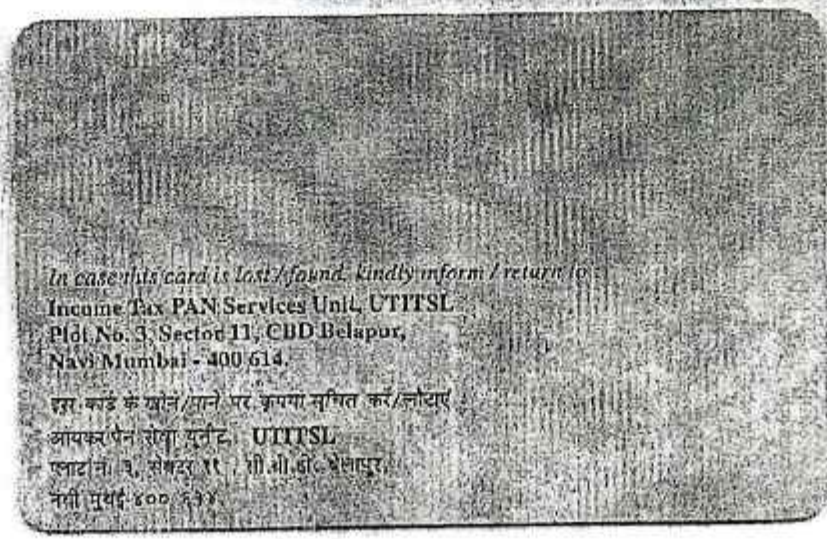 In case this card is lost / found, kindly inform / return to :
Income Tax PAN Services Unit, UTITSL
Plot No. 3, Sector 11, CBD Belapur,
Navi Mumbai - 400 614.
इस कार्ड के खोने/पाने पर कृपया सूचित करें/लौटाएं
आयकर पैन सेवा यूनीट, UTITSL
प्लाट नं. ३, सेक्टर ११, सी.बी.डी. बेलापुर,
नवी मुंबई-४०० ६१४.